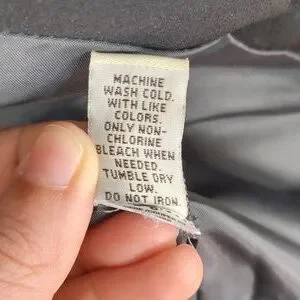 MACHINE
WASH COLD.
WITH LIKE
COLORS.
ONLY NON-
CHLORINE
BLEACH WHEN
NEEDED.
TUMBLE DRY
LOW.
DO NOT IRON.